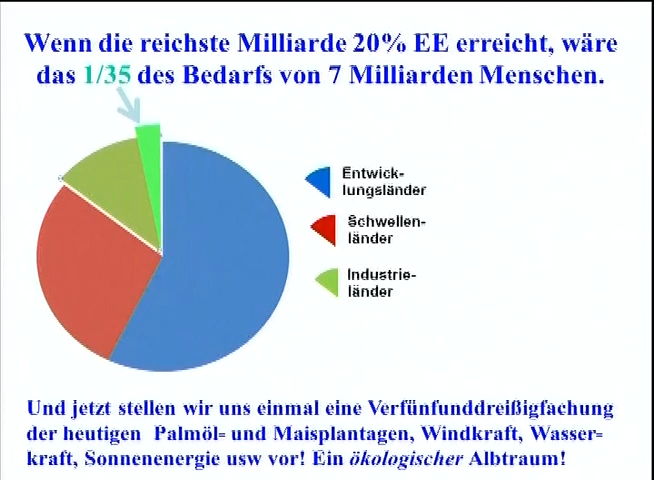 Wenn die reichste Milliarde 20% EE erreicht, wäre
das 1/35 des Bedarfs von 7 Milliarden Menschen.
Entwick-
lungsländer
Schwellen-
länder
Industrie-
länder
Und jetzt stellen wir uns einmal eine Verfünfunddreißigfachung
der heutigen Palmöl- und Maisplantagen, Windkraft, Wasser-
kraft, Sonnenenergie usw vor! Ein ökologischer Albtraum!